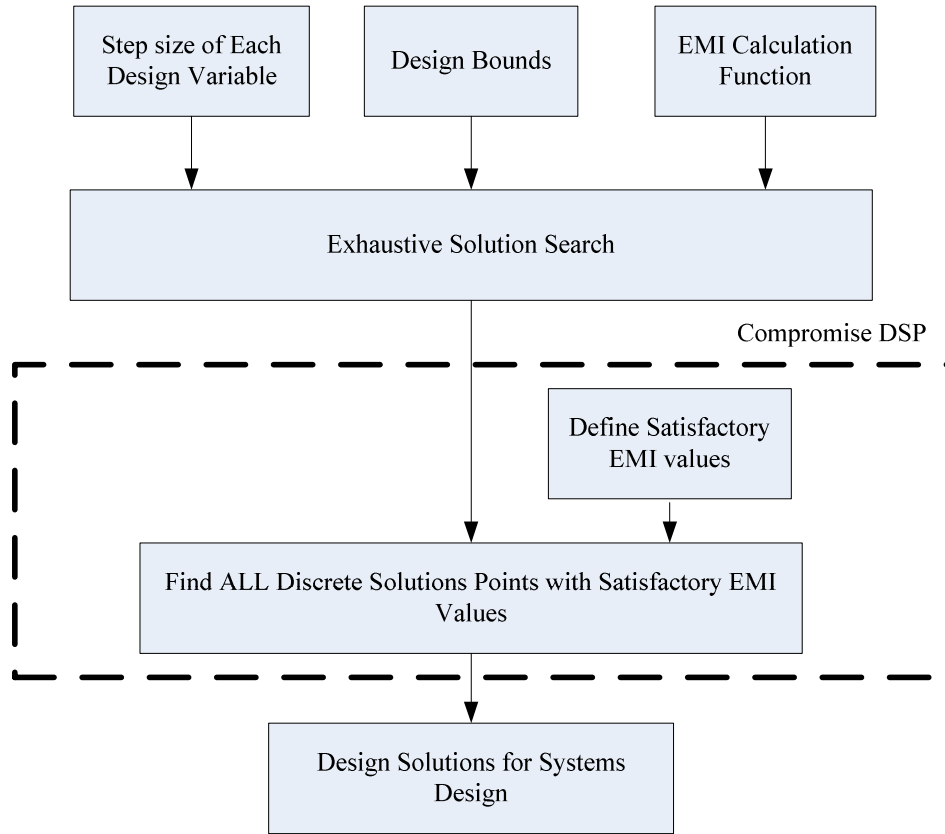 Step size of Each
Design Variable
Design Bounds
EMI Calculation
Function
Exhaustive Solution Search
Compromise DSP
Define Satisfactory
EMI values
Find ALL Discrete Solutions Points with Satisfactory EMI
Values
Design Solutions for Systems
Design